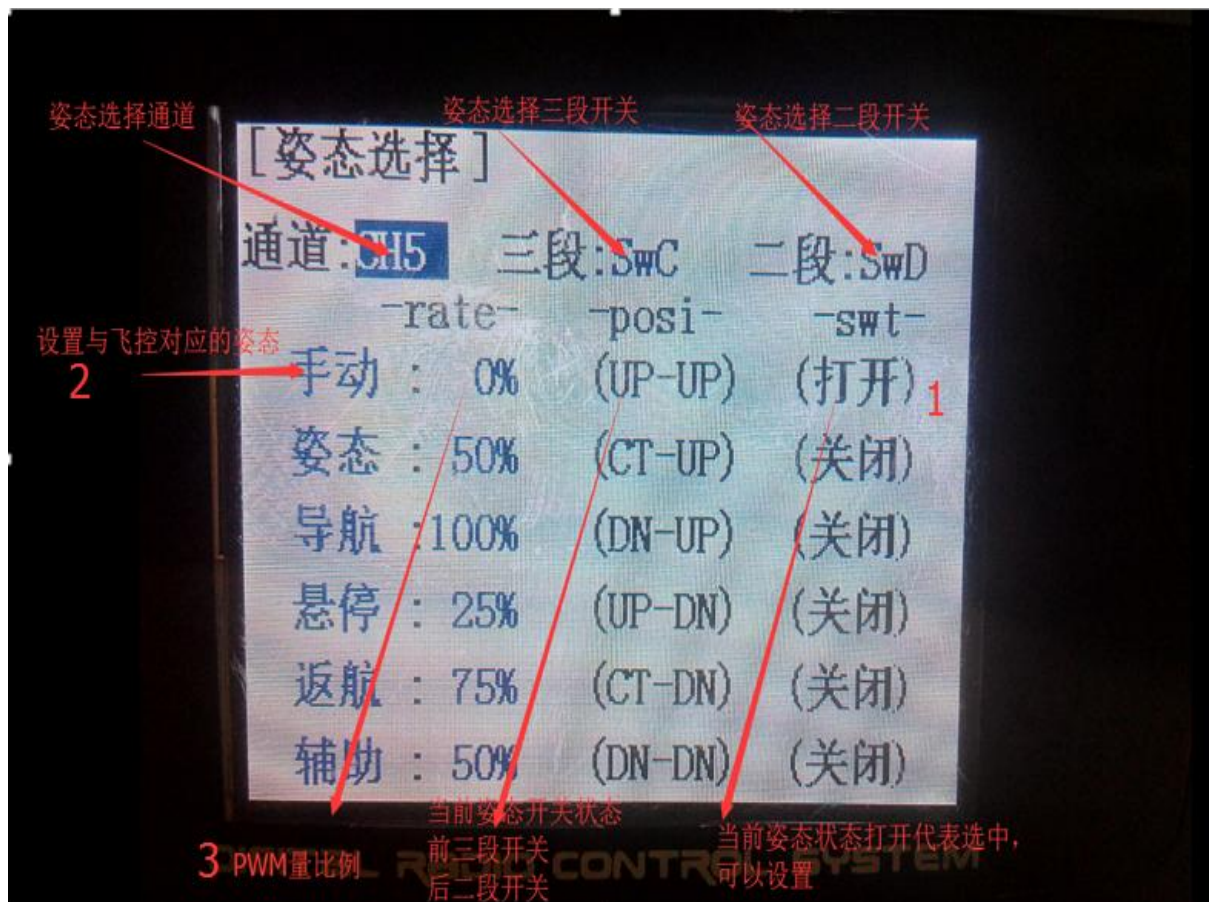 姿态选择通道 姿态选择三段开关 姿态选择二段开关
[姿态选择]
通道:CH5 三段:SwC 二段:SwD
-rate- -posi- -swt-
设置与飞控对应的姿态
2
手动 : 0% (UP-UP) (打开) 1
姿态 : 50% (CT-UP) (关闭)
导航 :100% (DN-UP) (关闭)
悬停 : 25% (UP-DN) (关闭)
返航 : 75% (CT-DN) (关闭)
辅助 : 50% (DN-DN) (关闭)
3 PWM量比例
当前姿态开关状态
前三段开关
后二段开关
当前姿态状态打开代表选中,
可以设置
CONTROL SYSTEM